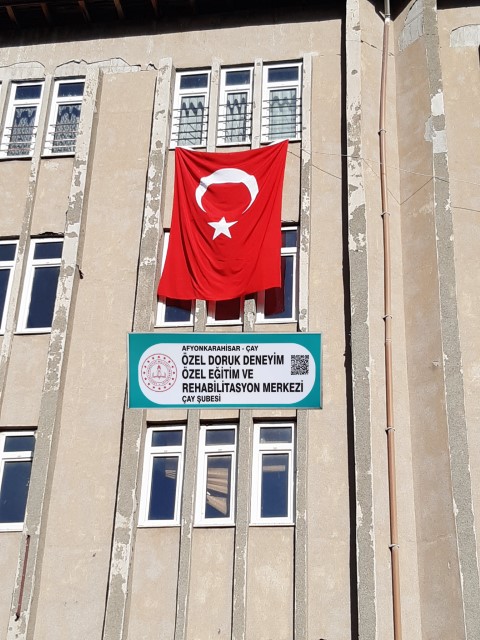 AFYONKARAHİSAR - ÇAY
ÖZEL DORUK DENEYİM
ÖZEL EĞİTİM VE
REHABİLİTASYON MERKEZİ
ÇAY ŞUBESİ